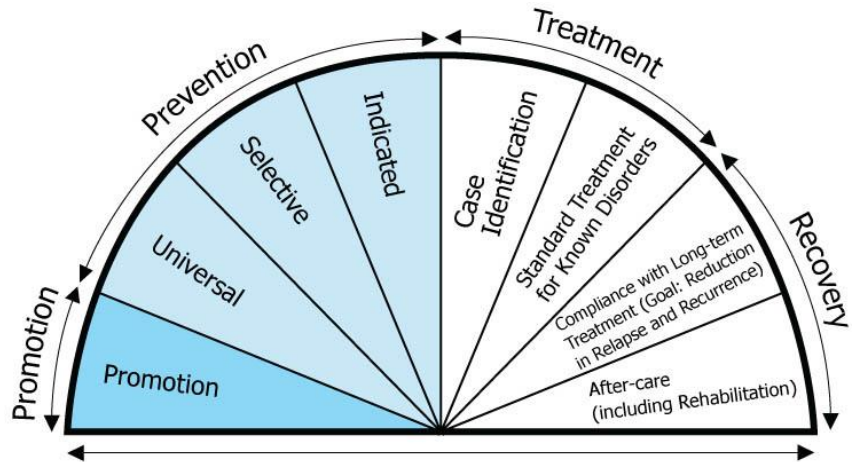 Promotion
Prevention
Treatment
Recovery
Promotion
Universal
Selective
Indicated
Case
Identification
Standard Treatment
for Known Disorders
Compliance with Long-term
Treatment (Goal: Reduction
in Relapse and Recurrence)
After-care
(including Rehabilitation)